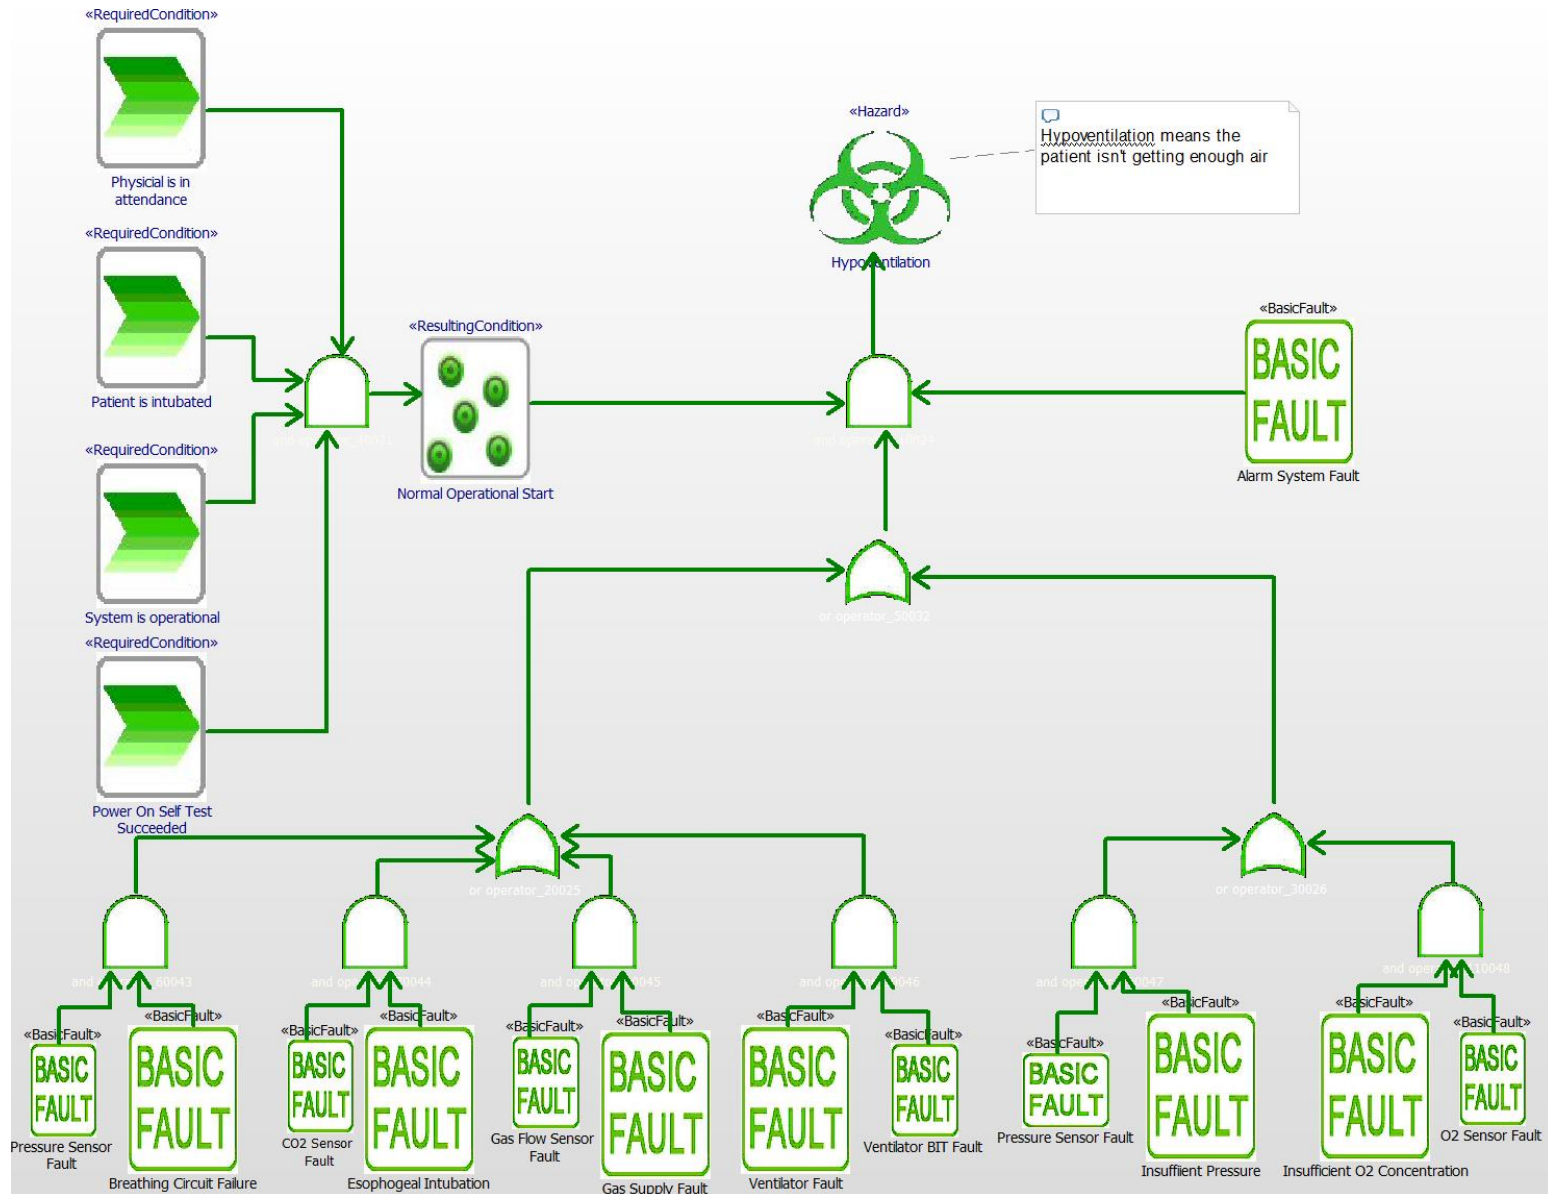 «RequiredCondition»
Physicial is in
attendance
«RequiredCondition»
Patient is intubated
«RequiredCondition»
System is operational
«RequiredCondition»
Power On Self Test
Succeeded
«ResultingCondition»
Normal Operational Start
«Hazard»
Hypoventilation
Hypoventilation means the
patient isn't getting enough air
«BasicFault»
BASIC
FAULT
Alarm System Fault
or operator_50032
or operator_20025
or operator_30026
«BasicFault»
BASIC
FAULT
Pressure Sensor
Fault
«BasicFault»
BASIC
FAULT
Breathing Circuit Failure
«BasicFault»
BASIC
FAULT
CO2 Sensor
Fault
«BasicFault»
BASIC
FAULT
Esophogeal Intubation
«BasicFault»
BASIC
FAULT
Gas Flow Sensor
Fault
«BasicFault»
BASIC
FAULT
Gas Supply Fault
«BasicFault»
BASIC
FAULT
Ventilator Fault
«BasicFault»
BASIC
FAULT
Ventilator BIT Fault
«BasicFault»
BASIC
FAULT
Pressure Sensor Fault
«BasicFault»
BASIC
FAULT
Insuffiient Pressure
«BasicFault»
BASIC
FAULT
Insufficient O2 Concentration
«BasicFault»
BASIC
FAULT
O2 Sensor Fault